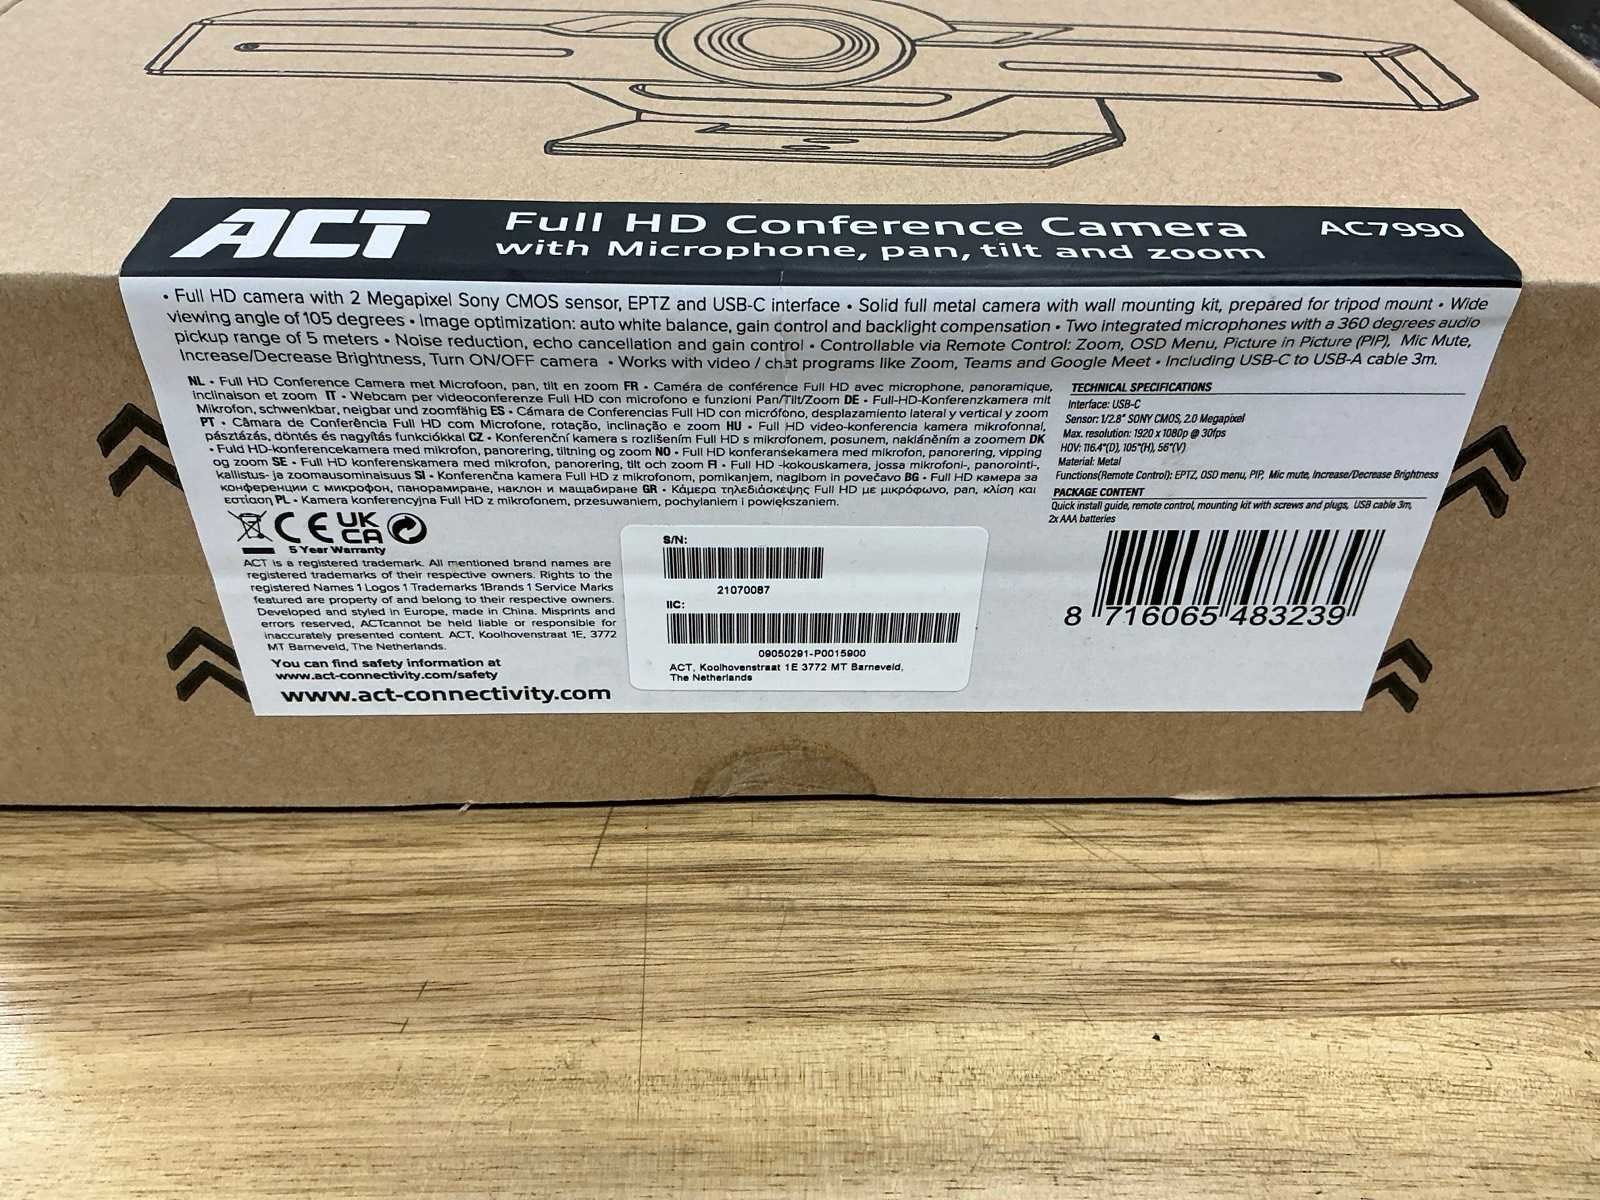 ACT
Full HD Conference Camera
with Microphone, pan, tilt and zoom
AC7990
• Full HD camera with 2 Megapixel Sony CMOS sensor, EPTZ and USB-C interface • Solid full metal camera with wall mounting kit, prepared for tripod mount • Wide
viewing angle of 105 degrees • Image optimization: auto white balance, gain control and backlight compensation • Two integrated microphones with a 360 degrees audio
pickup range of 5 meters • Noise reduction, echo cancellation and gain control • Controllable via Remote Control: Zoom, OSD Menu, Picture in Picture (PIP), Mic Mute,
Increase/Decrease Brightness, Turn ON/OFF camera • Works with video / chat programs like Zoom, Teams and Google Meet • Including USB-C to USB-A cable 3m.
NL • Full HD Conference Camera met Microfoon, pan, tilt en zoom FR • Caméra de conférence Full HD avec microphone, panoramique,
inclinaison et zoom IT • Webcam per videoconferenze Full HD con microfono e funzioni Pan/Tilt/Zoom DE • Full-HD-Konferenzkamera mit
Mikrofon, schwenkbar, neigbar und zoomfähig ES • Cámara de Conferencias Full HD con micrófono, desplazamiento lateral y vertical y zoom
PT • Câmara de Conferência Full HD com Microfone, rotação, inclinação e zoom HU • Full HD video-konferencia kamera mikrofonnal,
pásztázás, döntés és nagyítás funkciókkal CZ • Konferenční kamera s rozlišením Full HD s mikrofonem, posunem, nakláněním a zoomem DK
• Fuld HD-konferencekamera med mikrofon, panorering, tiltning og zoom NO • Full HD konferansekamera med mikrofon, panorering, vipping
og zoom SE • Full HD konferenskamera med mikrofon, panorering, tilt och zoom FI • Full HD -kokouskamera, jossa mikrofoni-, panorointi-,
kallistus- ja zoomausominaisuus SI • Konferenčna kamera Full HD z mikrofonom, pomikanjem, nagibom in povečavo BG • Full HD камера за
конференции с микрофон, панорамиране, наклон и мащабиране GR • Κάμερα τηλεδιάσκεψης Full HD με μικρόφωνο, pan, κλίση και
εστίαση PL • Kamera konferencyjna Full HD z mikrofonem, przesuwaniem, pochylaniem i powiększaniem.
TECHNICAL SPECIFICATIONS
Interface: USB-C
Sensor: 1/2.8" SONY CMOS, 2.0 Megapixel
Max. resolution: 1920 x 1080p @ 30fps
HOV: 116.4°(D), 105°(H), 56°(V)
Material: Metal
Functions(Remote Control): EPTZ, OSD menu, PIP, Mic mute, Increase/Decrease Brightness
PACKAGE CONTENT
Quick install guide, remote control, mounting kit with screws and plugs, USB cable 3m,
2x AAA batteries
CE UK
CA
5 Year Warranty
ACT is a registered trademark. All mentioned brand names are
registered trademarks of their respective owners. Rights to the
registered Names 1 Logos 1 Trademarks 1Brands 1 Service Marks
featured are property of and belong to their respective owners.
Developed and styled in Europe, made in China. Misprints and
errors reserved, ACTcannot be held liable or responsible for
inaccurately presented content. ACT, Koolhovenstraat 1E, 3772
MT Barneveld, The Netherlands.
You can find safety information at
www.act-connectivity.com/safety
www.act-connectivity.com
S/N:
21070087
IIC:
09050291-P0015900
ACT, Koolhovenstraat 1E 3772 MT Barneveld,
The Netherlands
8 716065 483239